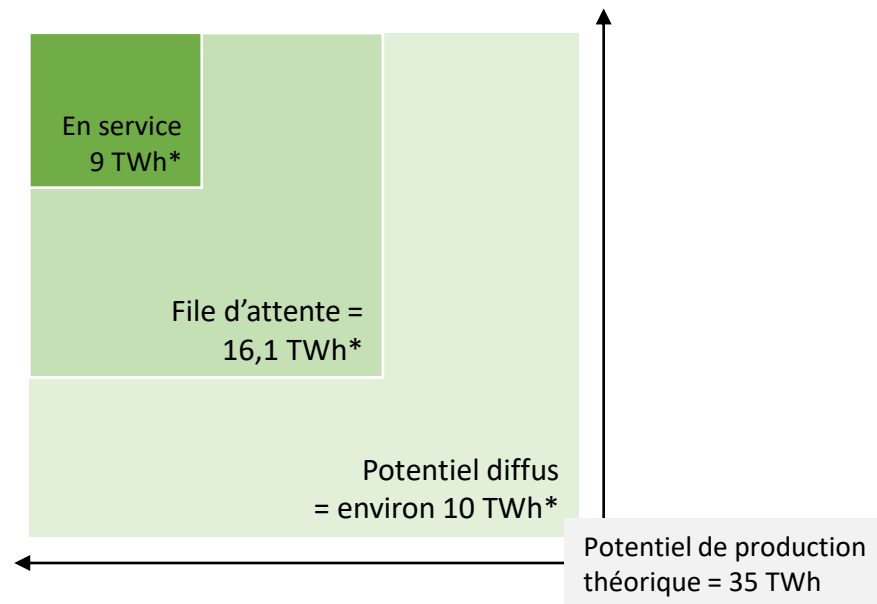 En service
9 TWh*
File d’attente =
16,1 TWh*
Potentiel diffus
= environ 10 TWh*
Potentiel de production
théorique = 35 TWh